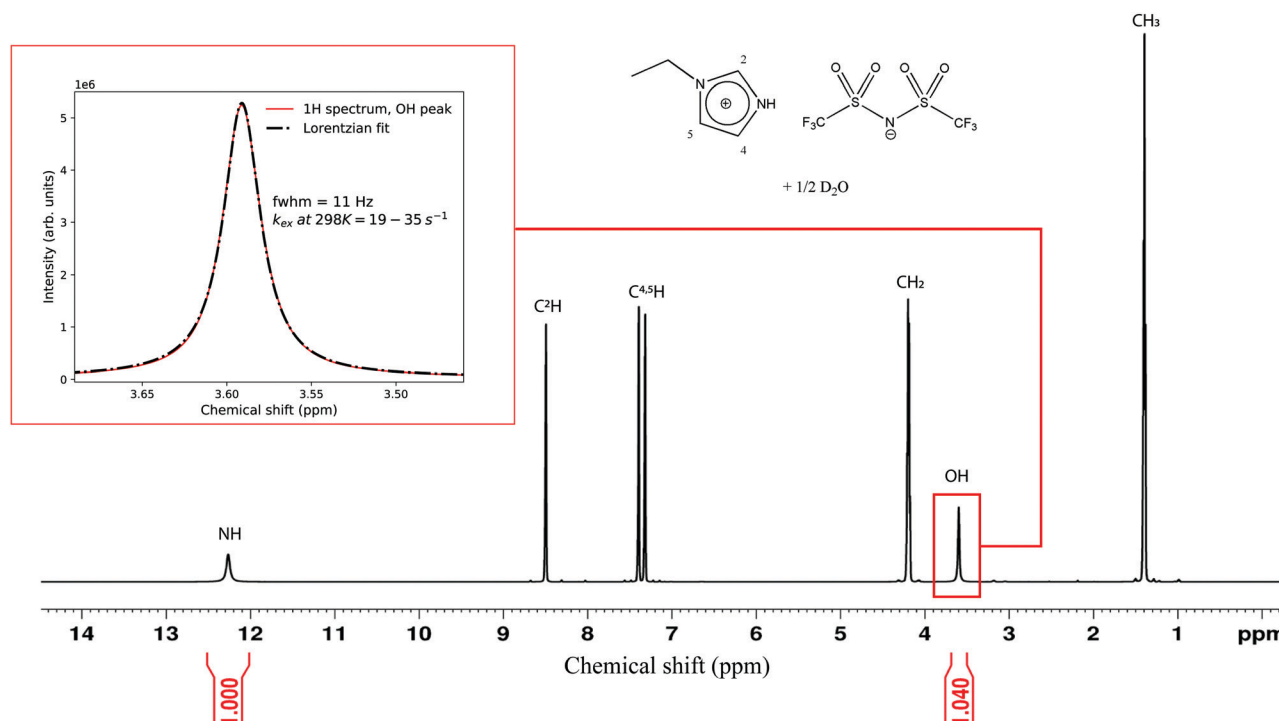 CH₃
1e6
1H spectrum, OH peak
Lorentzian fit
fwhm = 11 Hz
k_ex at 298K = 19 − 35 s⁻¹
Intensity (arb. units)
5
4
3
2
1
0
3.65 3.60 3.55 3.50
Chemical shift (ppm)
N
2
NH
⊕
5
4
O O O O
S S
F₃C N CF₃
⊖
+ 1/2 D₂O
C²H
C⁴,⁵H
CH₂
OH
NH
14 13 12 11 10 9 8 7 6 5 4 3 2 1 ppm
Chemical shift (ppm)
1.000
1.040